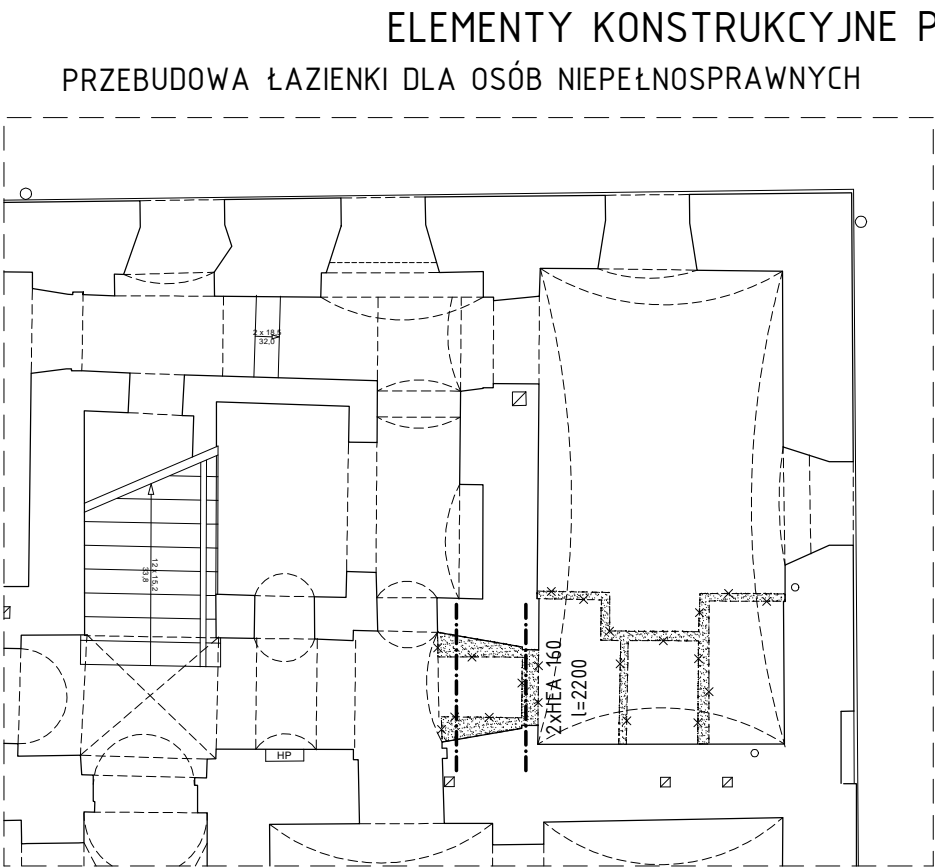 ELEMENTY KONSTRUKCYJNE P
PRZEBUDOWA ŁAZIENKI DLA OSÓB NIEPEŁNOSPRAWNYCH
2 x 18,5
32,0
12 x 15,2
33,8
2xHEA-160
l=2200
HP